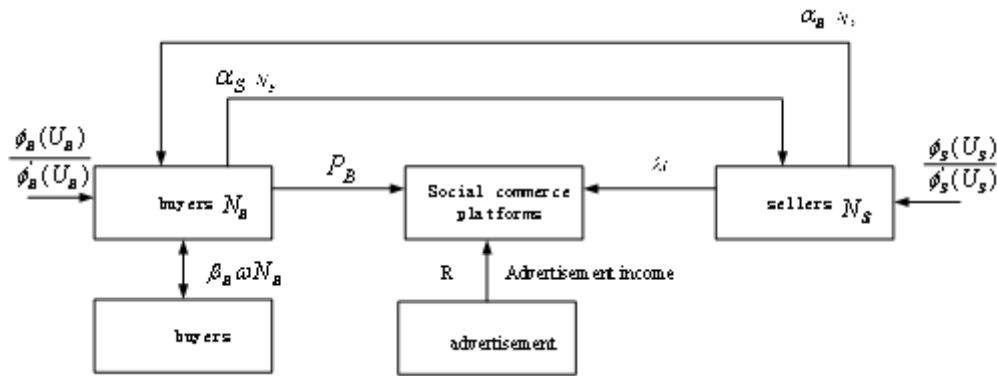 α_B N_s
α_S N_B
ϕ_B(U_B)
ϕ'_B(U_B)
P_B
ϕ_S(U_S)
ϕ'_S(U_S)
buyers N_B
Social commerce
platforms
sellers N_S
β_B ωN_B
R Advertisement income
buyers
advertisement